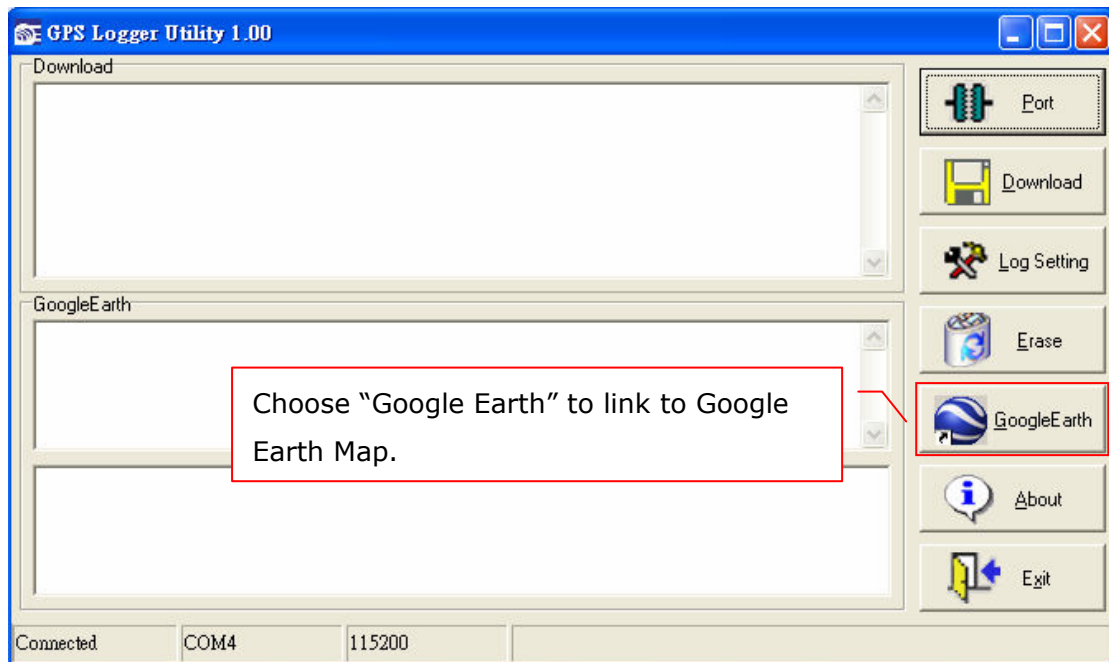 GPS Logger Utility 1.00
Download
Port
Download
Log Setting
GoogleEarth
Erase
Choose “Google Earth” to link to Google
Earth Map.
GoogleEarth
About
Exit
Connected COM4 115200